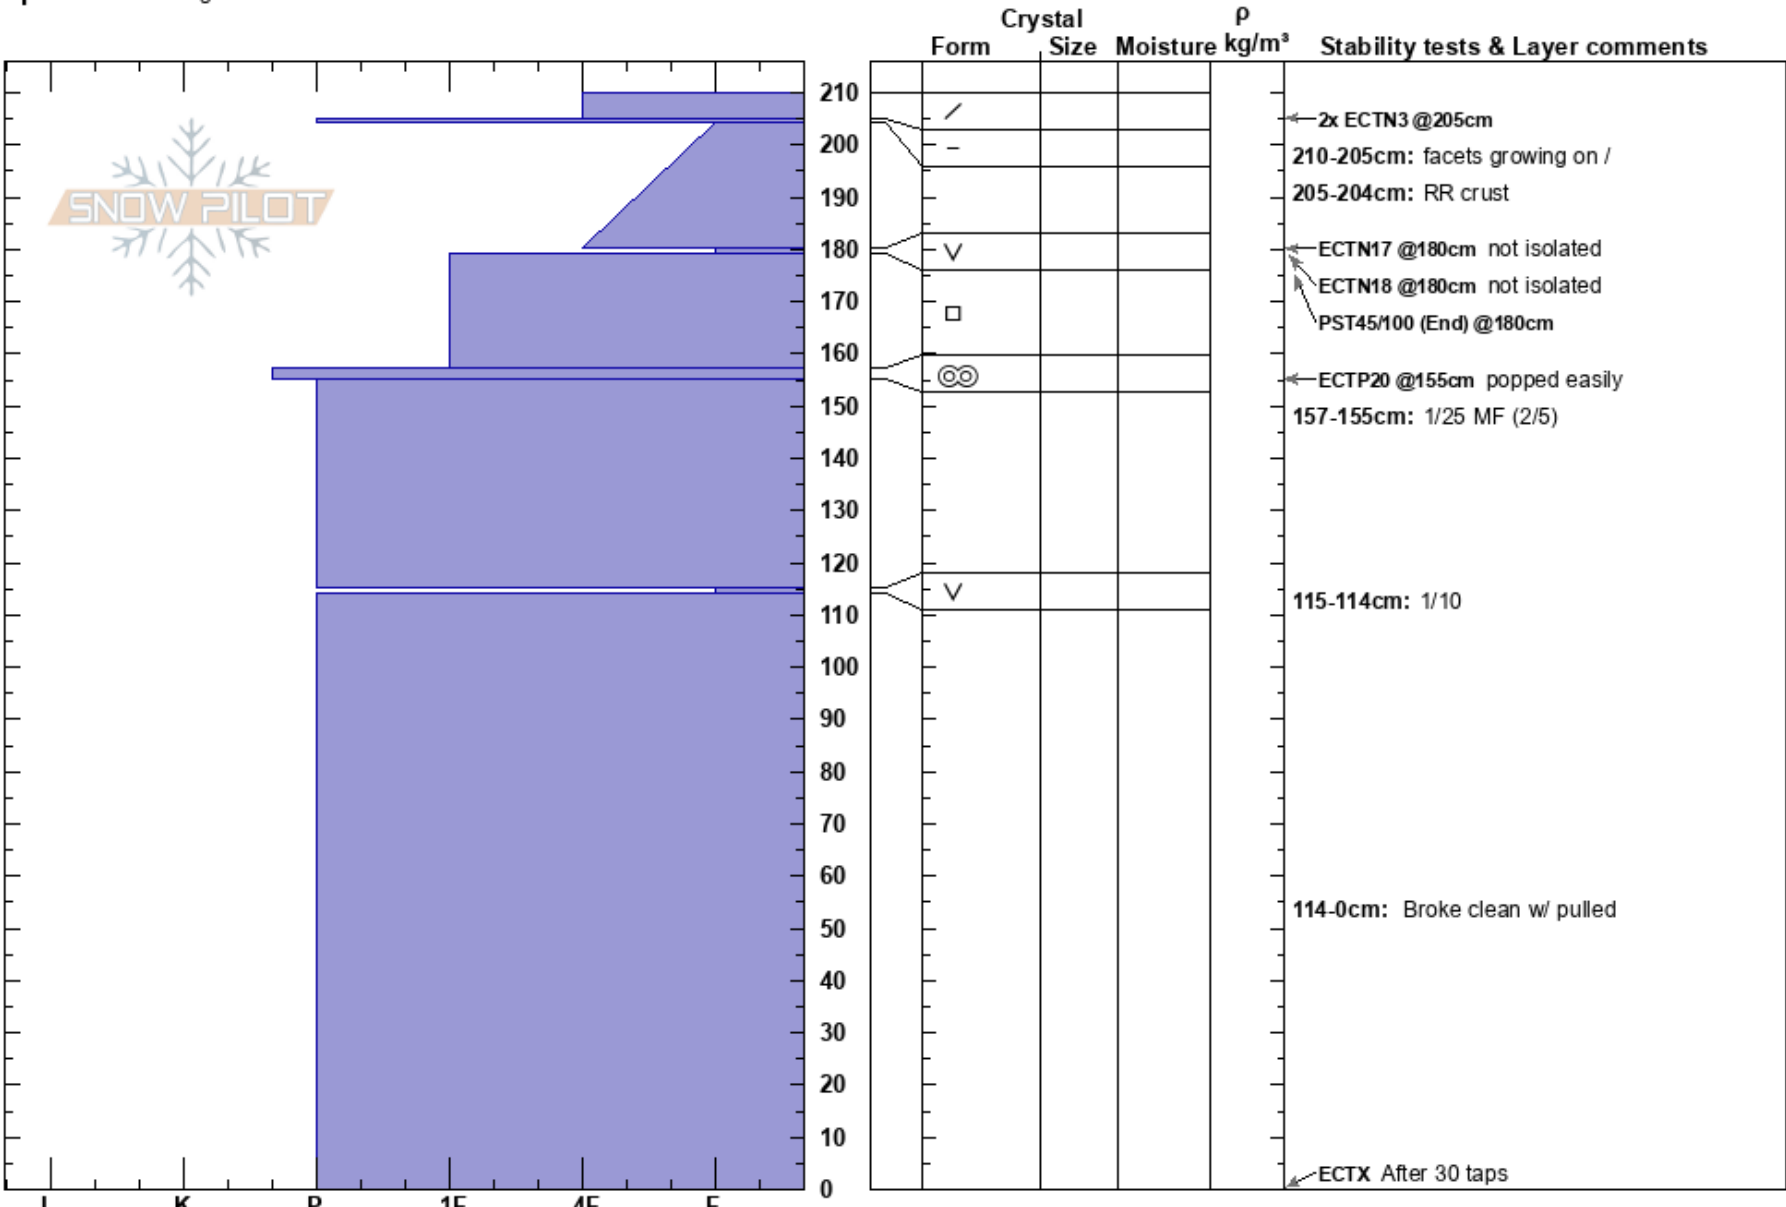 Crystal ρ
Form Size Moisture kg/m³ Stability tests & Layer comments
SNOW PILOT
210
200
190
180
170
160
150
140
130
120
110
100
90
80
70
60
50
40
30
20
10
0
2x ECTN3 @205cm
210-205cm: facets growing on /
205-204cm: RR crust
ECTN17 @180cm not isolated
ECTN18 @180cm not isolated
PST45/100 (End) @180cm
ECTP20 @155cm popped easily
157-155cm: 1/25 MF (2/5)
115-114cm: 1/10
114-0cm: Broke clean w/ pulled
ECTX After 30 taps
I K P 1F 4F F